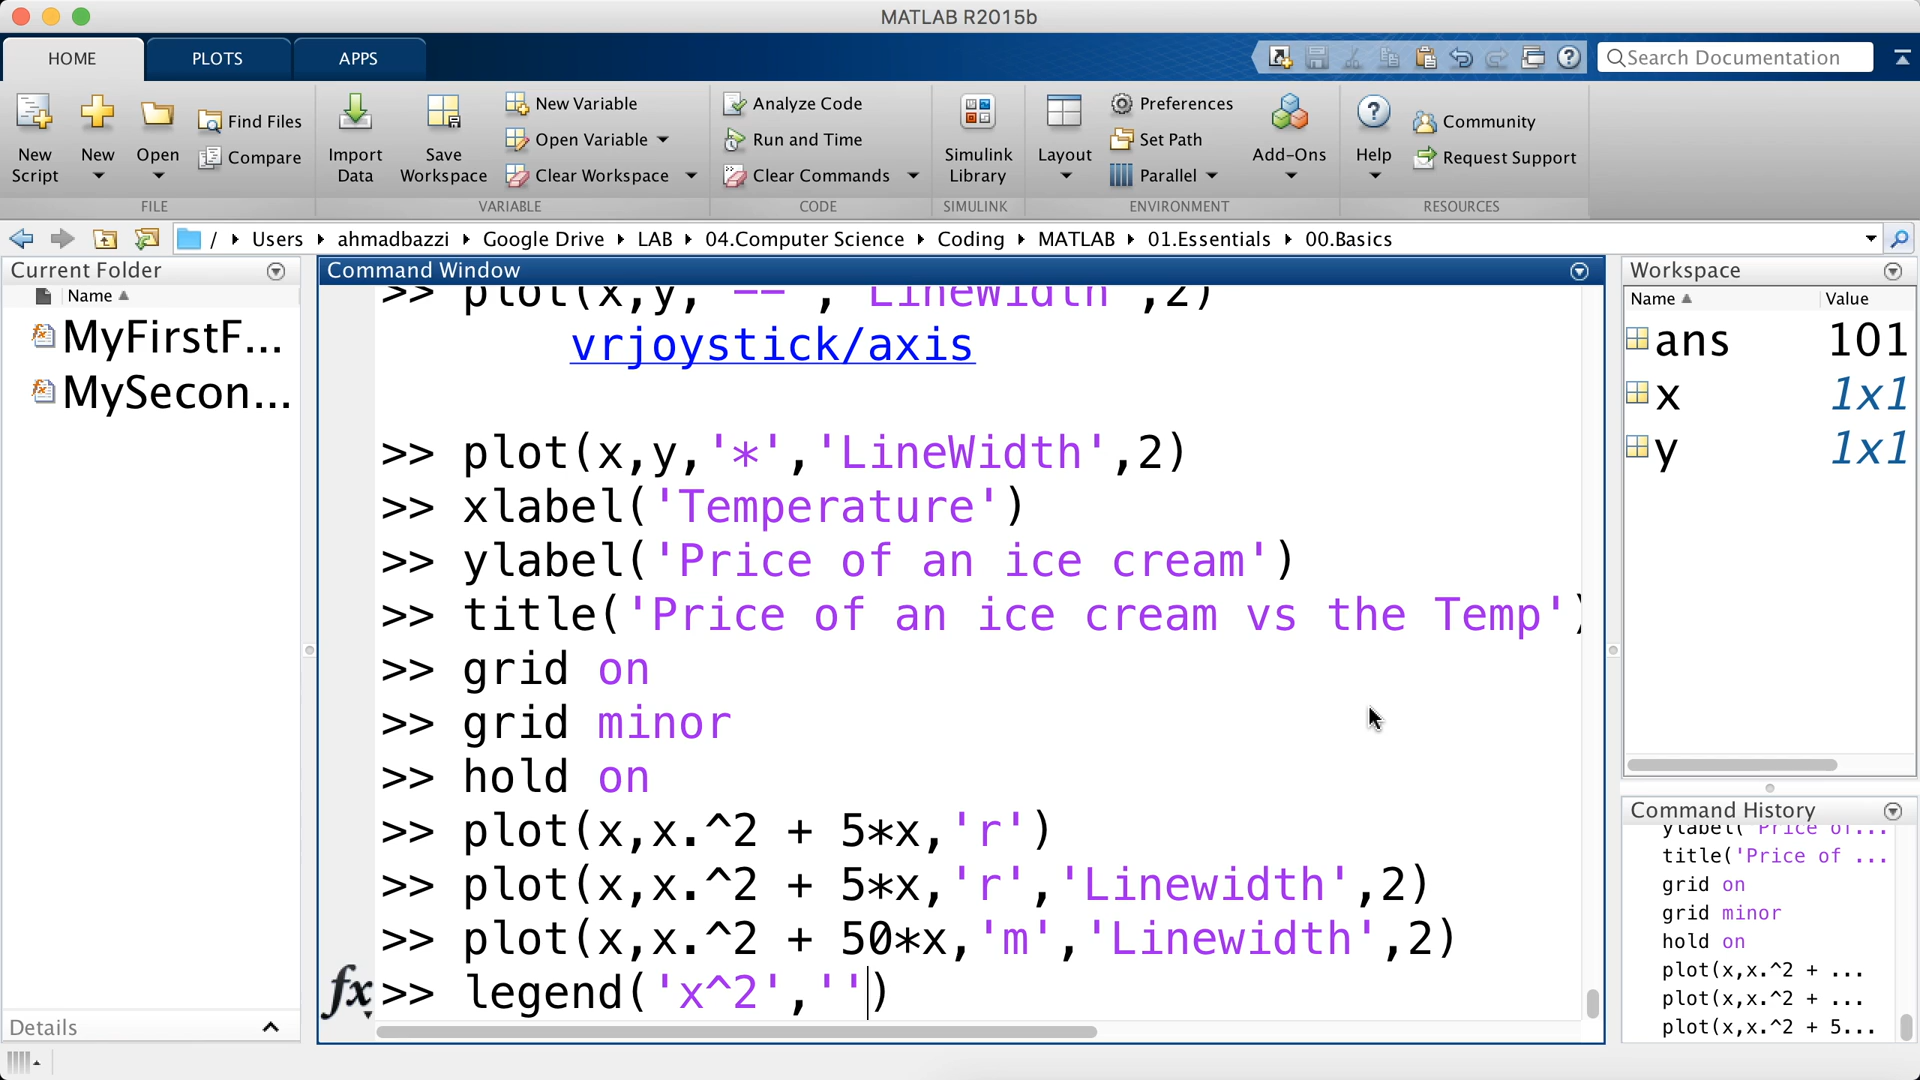 MATLAB R2015b
HOME
PLOTS
APPS
Search Documentation
New Script
New
Open
Find Files
Compare
FILE
Import Data
Save Workspace
New Variable
Open Variable
Clear Workspace
VARIABLE
Analyze Code
Run and Time
Clear Commands
CODE
Simulink Library
SIMULINK
Layout
Preferences
Set Path
Parallel
Add-Ons
ENVIRONMENT
Help
Community
Request Support
RESOURCES
/ Users ahmadbazzi Google Drive LAB 04.Computer Science Coding MATLAB 01.Essentials 00.Basics
Current Folder
Name
MyFirstF...
MySecon...
Details
Command Window
>> plot(x,y,'--','LineWidth',2)
vrjoystick/axis
>> plot(x,y,'*','LineWidth',2)
>> xlabel('Temperature')
>> ylabel('Price of an ice cream')
>> title('Price of an ice cream vs the Temp')
>> grid on
>> grid minor
>> hold on
>> plot(x,x.^2 + 5*x,'r')
>> plot(x,x.^2 + 5*x,'r','Linewidth',2)
>> plot(x,x.^2 + 50*x,'m','Linewidth',2)
fx >> legend('x^2','')
Workspace
Name Value
ans 101
x 1x1
y 1x1
Command History
ylabel('Price of...
title('Price of ...
grid on
grid minor
hold on
plot(x,x.^2 + ...
plot(x,x.^2 + ...
plot(x,x.^2 + 5...